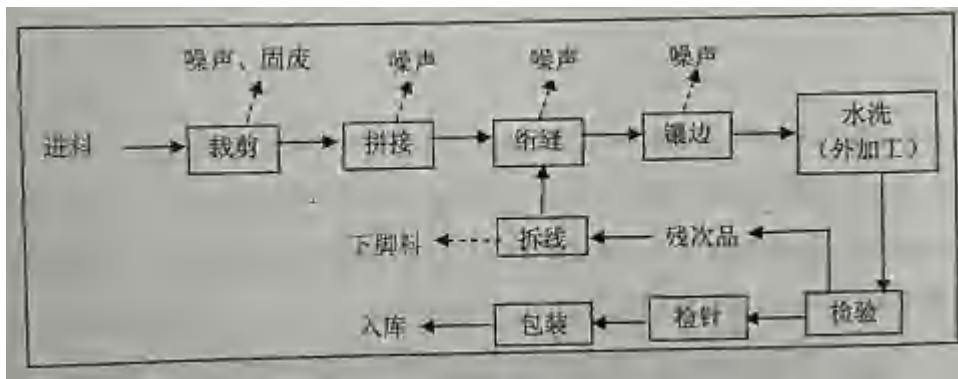 噪声、固废
噪声
噪声
噪声
进料
裁剪
拼接
绗缝
镶边
水洗
（外加工）
下脚料
拆线
残次品
入库
包装
检针
检验